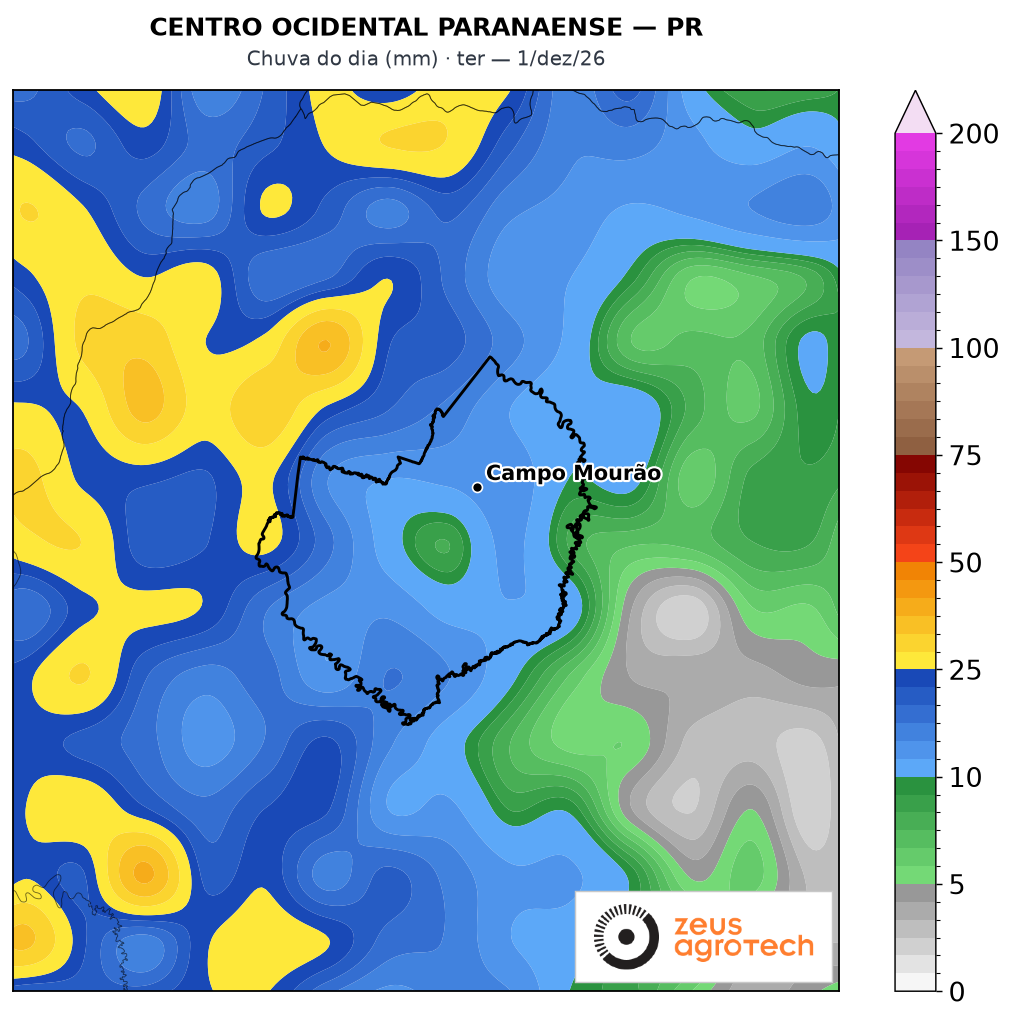 CENTRO OCIDENTAL PARANAENSE — PR
Chuva do dia (mm) · ter — 1/dez/26
200
150
100
75
50
25
10
5
0
Campo Mourão
zeus
agrotech